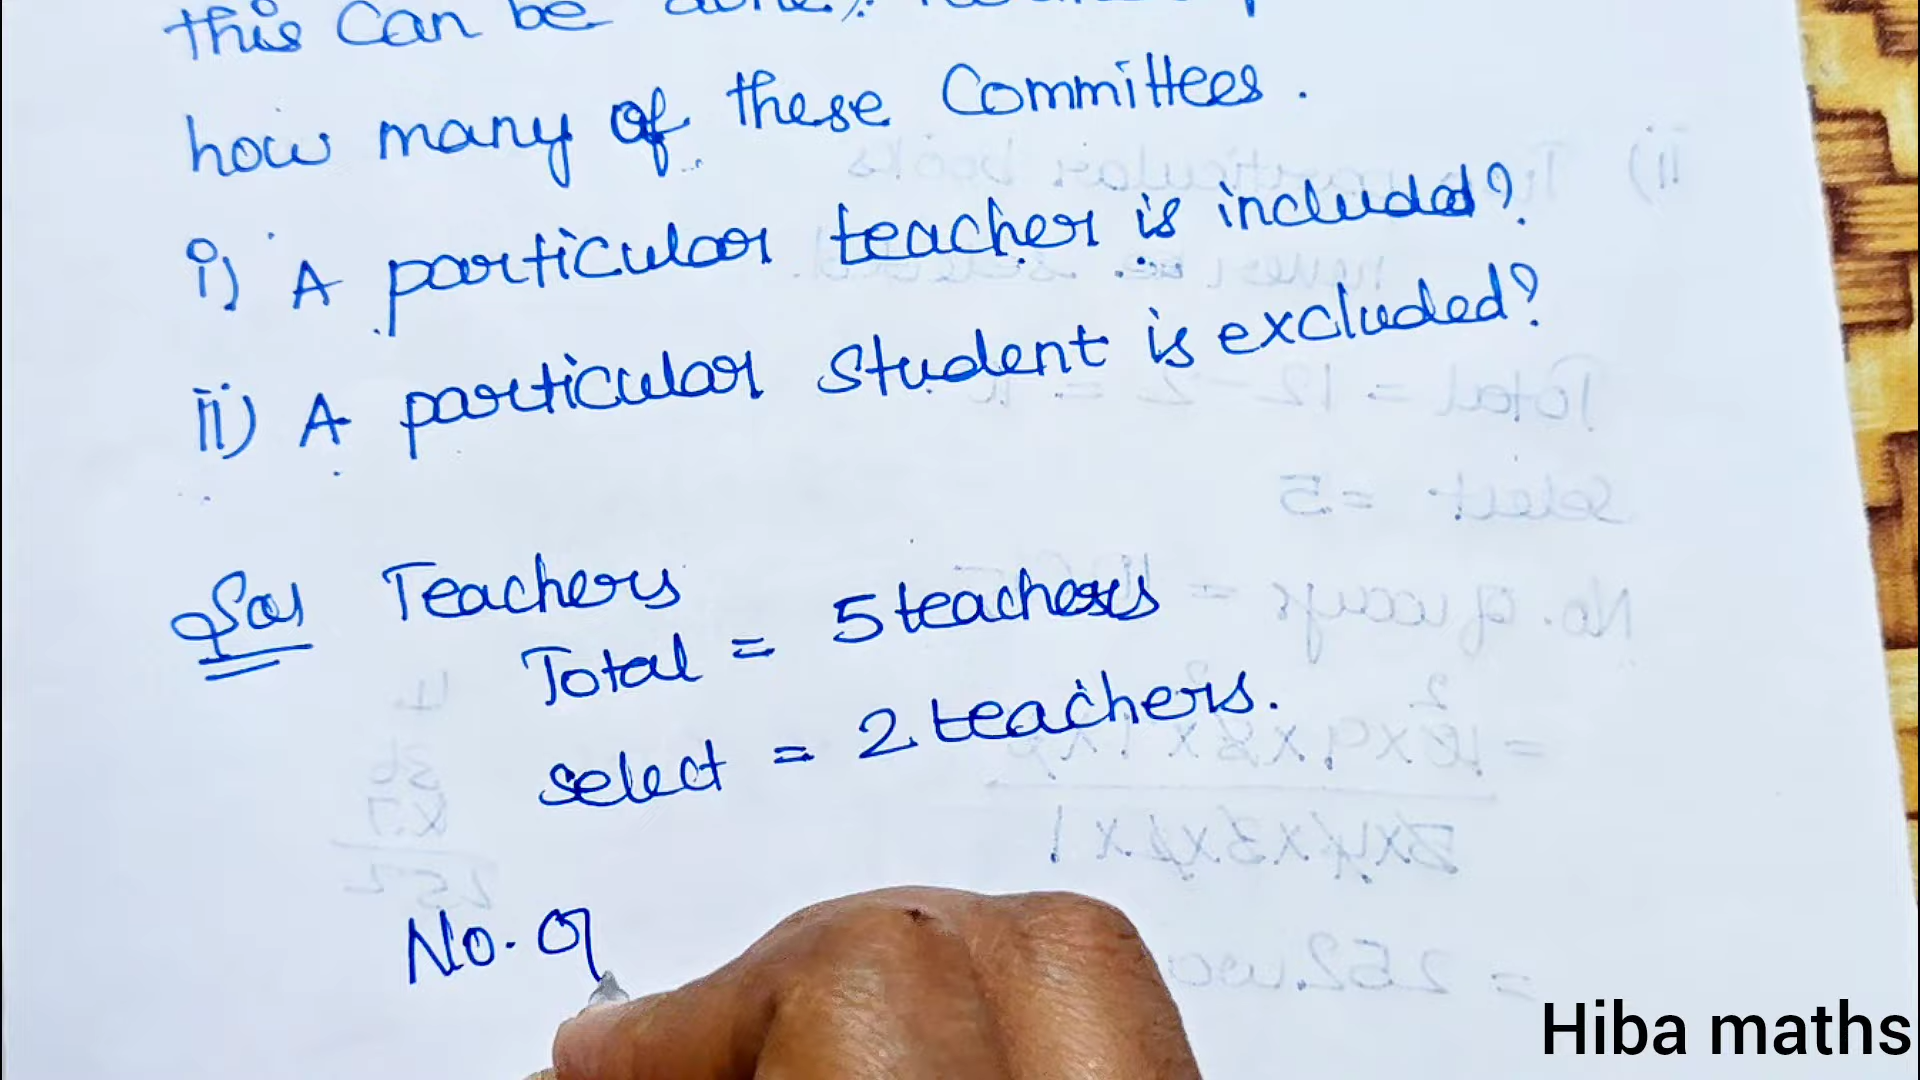 this can be
how many of these Committees.
i) A particular teacher is included?
ii) A particular student is excluded?
Sol Teachers
Total = 5 teachers
select = 2 teachers.
No. of
Hiba maths